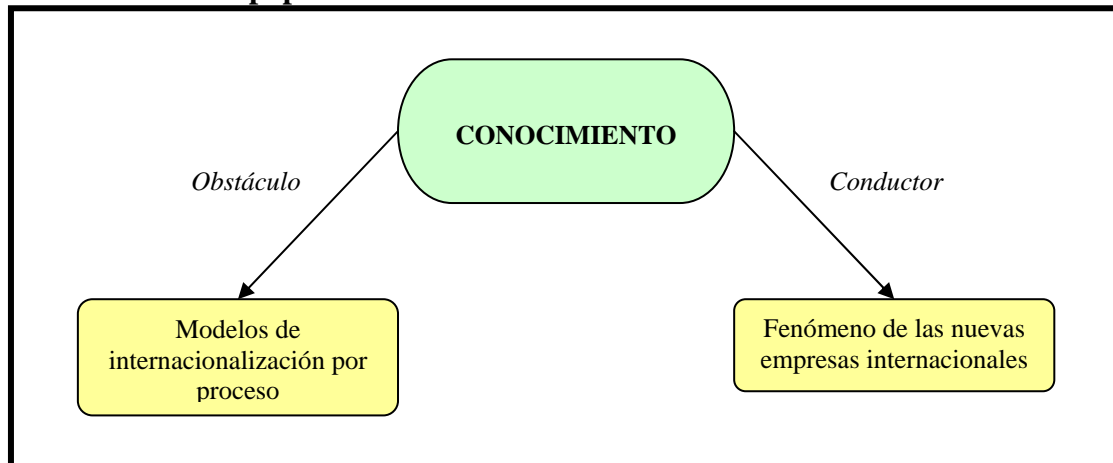 CONOCIMIENTO
Obstáculo
Conductor
Modelos de
internacionalización por
proceso
Fenómeno de las nuevas
empresas internacionales